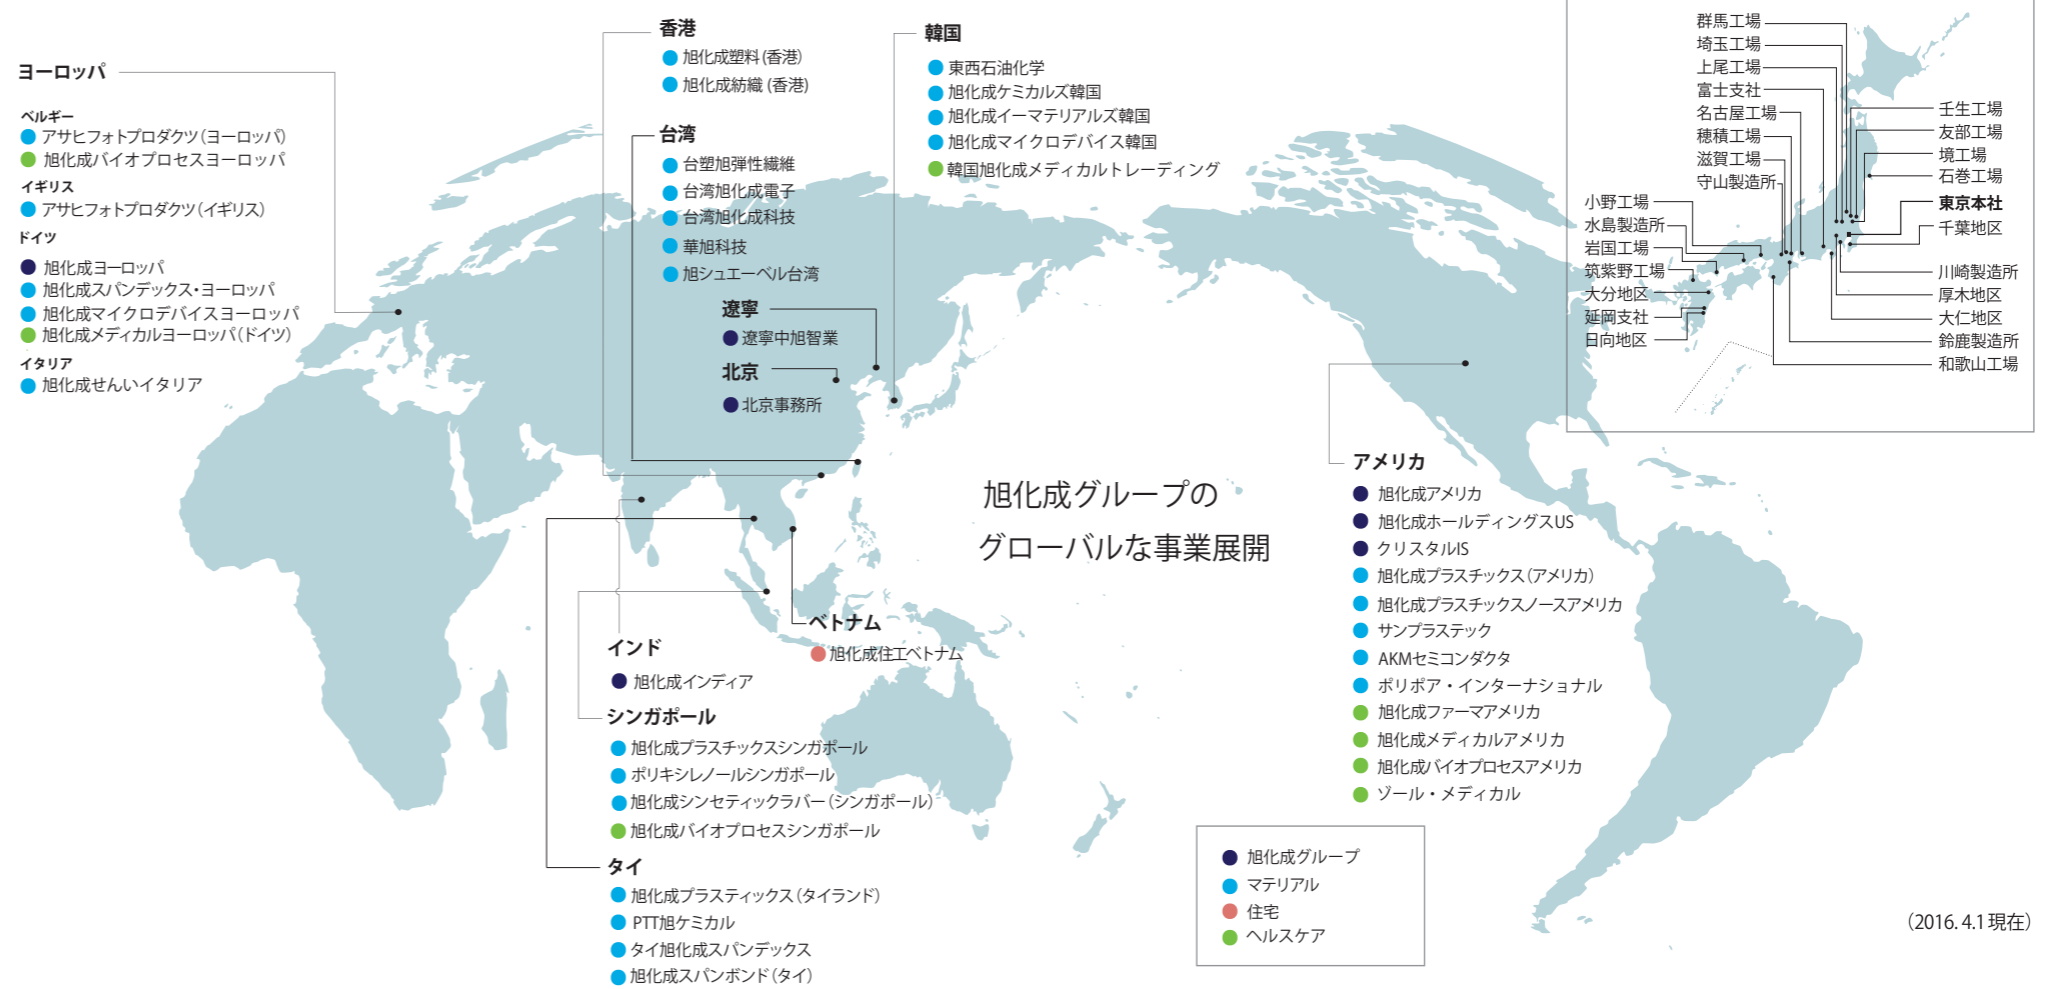 ヨーロッパ
ベルギー
アサヒフォトプロダクツ(ヨーロッパ)
旭化成バイオプロセスヨーロッパ
イギリス
アサヒフォトプロダクツ(イギリス)
ドイツ
旭化成ヨーロッパ
旭化成スパンデックス・ヨーロッパ
旭化成マイクロデバイスヨーロッパ
旭化成メディカルヨーロッパ(ドイツ)
イタリア
旭化成せんいイタリア
香港
旭化成塑料(香港)
旭化成紡織(香港)
台湾
台塑旭弾性繊維
台湾旭化成電子
台湾旭化成科技
華旭科技
旭シュエーベル台湾
遼寧
遼寧中旭智業
北京
北京事務所
韓国
東西石油化学
旭化成ケミカルズ韓国
旭化成イーマテリアルズ韓国
旭化成マイクロデバイス韓国
韓国旭化成メディカルトレーディング
旭化成グループの
グローバルな事業展開
ベトナム
旭化成住工ベトナム
インド
旭化成インディア
シンガポール
旭化成プラスチックスシンガポール
ポリキシレノールシンガポール
旭化成シンセティックラバー(シンガポール)
旭化成バイオプロセスシンガポール
タイ
旭化成プラスティックス(タイランド)
PTT旭ケミカル
タイ旭化成スパンデックス
旭化成スパンボンド(タイ)
アメリカ
旭化成アメリカ
旭化成ホールディングスUS
クリスタルIS
旭化成プラスチックス(アメリカ)
旭化成プラスチックスノースアメリカ
サンプラステック
AKMセミコンダクタ
ポリポア・インターナショナル
旭化成ファーマアメリカ
旭化成メディカルアメリカ
旭化成バイオプロセスアメリカ
ゾール・メディカル
群馬工場
埼玉工場
上尾工場
富士支社
名古屋工場
穂積工場
滋賀工場
守山製造所
小野工場
水島製造所
岩国工場
筑紫野工場
大分地区
延岡支社
日向地区
壬生工場
友部工場
境工場
石巻工場
東京本社
千葉地区
川崎製造所
厚木地区
大仁地区
鈴鹿製造所
和歌山工場
旭化成グループ
マテリアル
住宅
ヘルスケア
(2016. 4.1 現在)